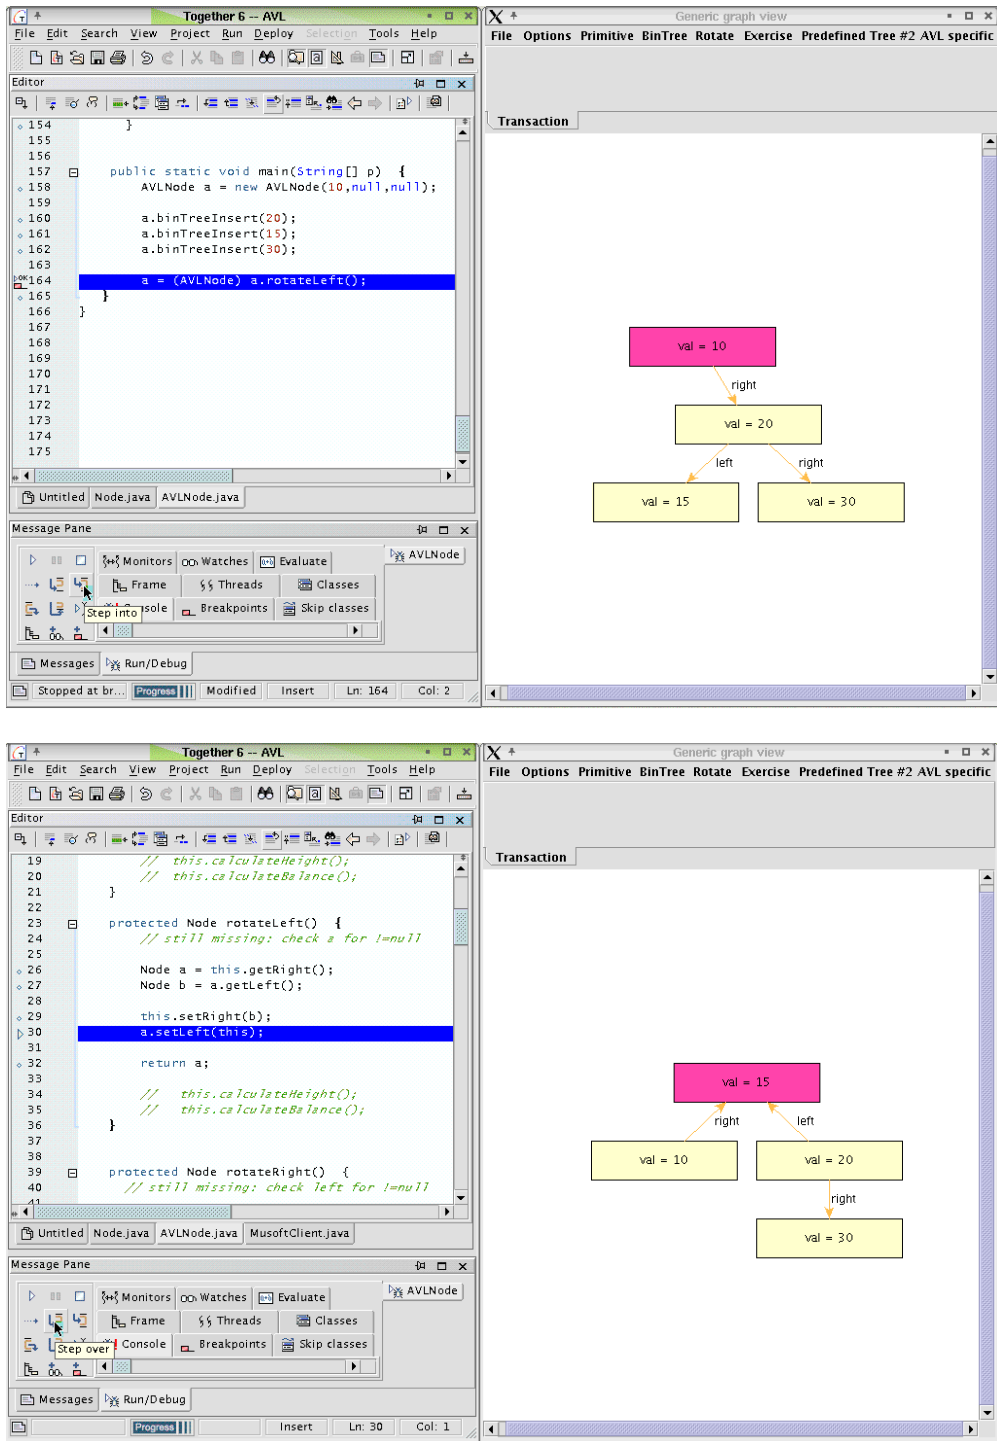 Together 6 -- AVL
File Edit Search View Project Run Deploy Selection Tools Help
Editor
154 }
155
156
157 public static void main(String[] p) {
158 AVLNode a = new AVLNode(10,null,null);
159
160 a.binTreeInsert(20);
161 a.binTreeInsert(15);
162 a.binTreeInsert(30);
163
164 a = (AVLNode) a.rotateLeft();
165 }
166 }
167
168
169
170
171
172
173
174
175
Untitled Node.java AVLNode.java
Message Pane
Monitors Watches Evaluate
AVLNode
Frame Threads Classes
Console Breakpoints Skip classes
Step into
Messages Run/Debug
Stopped at br... Progress Modified Insert Ln: 164 Col: 2
Generic graph view
File Options Primitive BinTree Rotate Exercise Predefined Tree #2 AVL specific
Transaction
val = 10
right
val = 20
left right
val = 15 val = 30
Together 6 -- AVL
File Edit Search View Project Run Deploy Selection Tools Help
Editor
19 // this.calculateHeight();
20 // this.calculateBalance();
21 }
22
23 protected Node rotateLeft() {
24 // still missing: check a for !=null
25
26 Node a = this.getRight();
27 Node b = a.getLeft();
28
29 this.setRight(b);
30 a.setLeft(this);
31
32 return a;
33
34 // this.calculateHeight();
35 // this.calculateBalance();
36 }
37
38
39 protected Node rotateRight() {
40 // still missing: check left for !=null
41
Untitled Node.java AVLNode.java MusoftClient.java
Message Pane
Monitors Watches Evaluate
AVLNode
Frame Threads Classes
Console Breakpoints Skip classes
Step over
Messages Run/Debug
Progress Insert Ln: 30 Col: 1
Generic graph view
File Options Primitive BinTree Rotate Exercise Predefined Tree #2 AVL specific
Transaction
val = 15
right left
val = 10 val = 20
right
val = 30